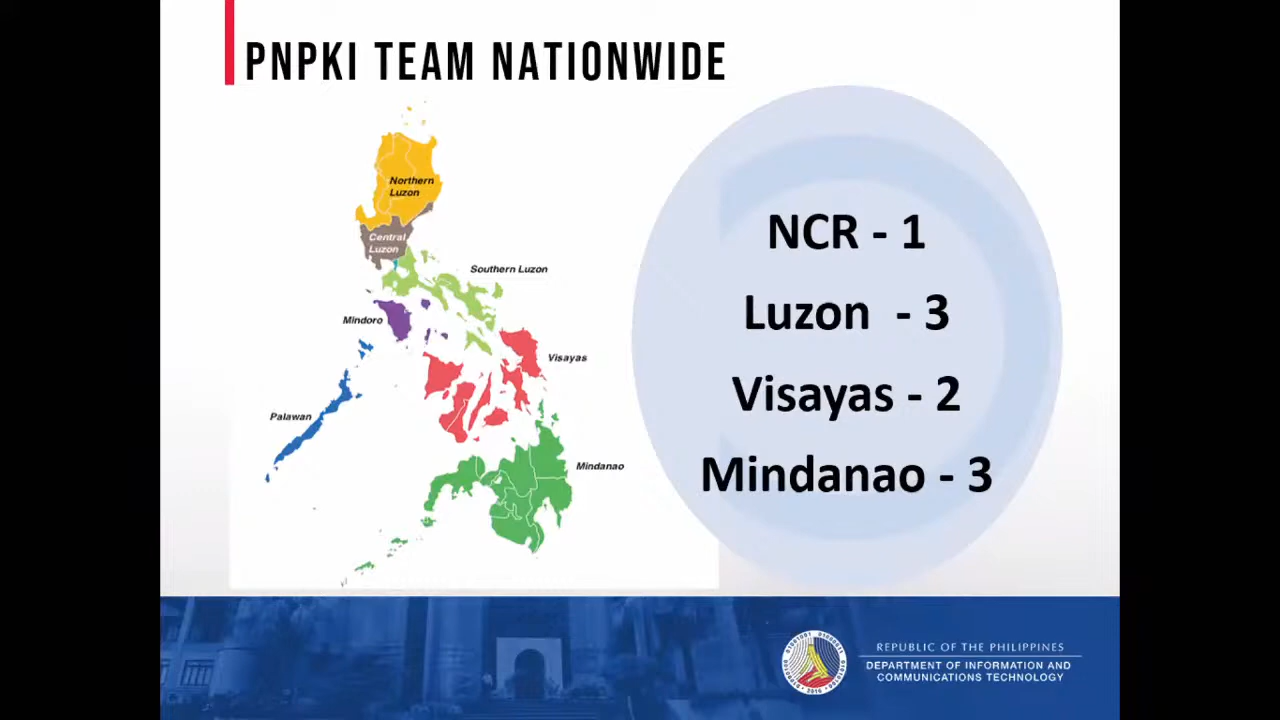 PNPKI TEAM NATIONWIDE
Northern
Luzon
Central
Luzon
Southern Luzon
Mindoro
Visayas
Palawan
Mindanao
NCR - 1
Luzon - 3
Visayas - 2
Mindanao - 3
REPUBLIC OF THE PHILIPPINES
DEPARTMENT OF INFORMATION AND
COMMUNICATIONS TECHNOLOGY
2016